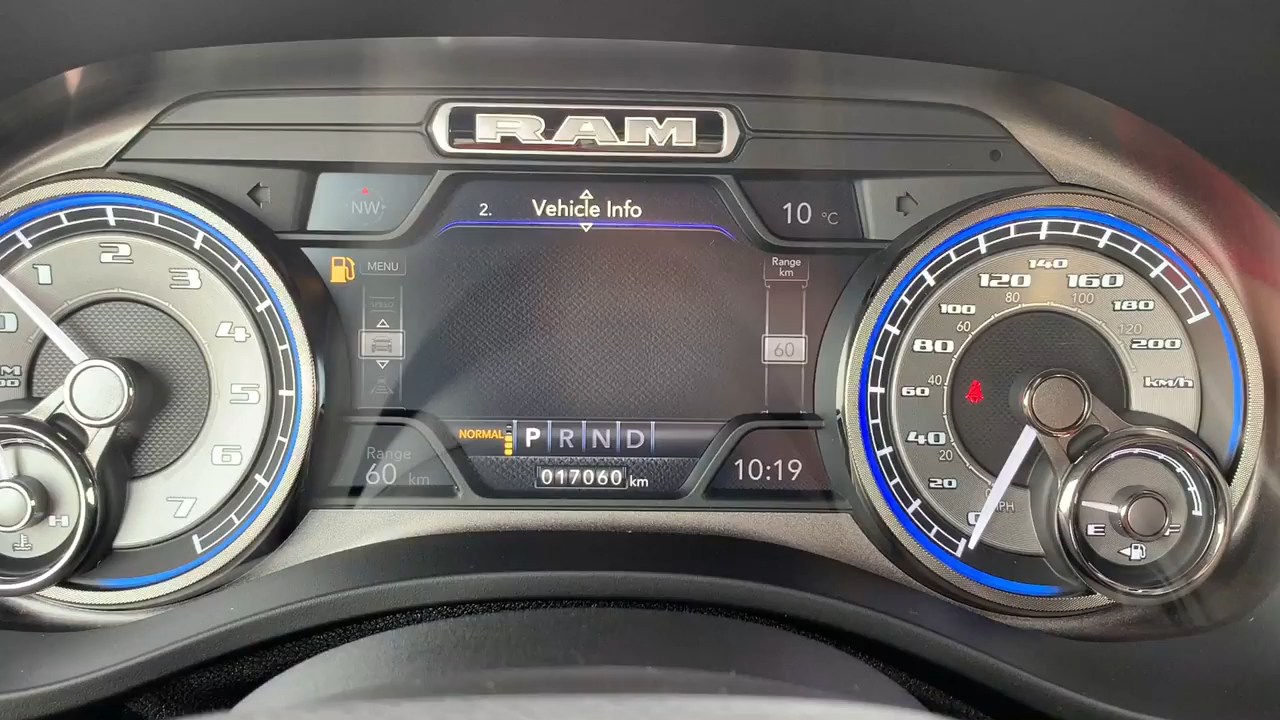 RAM
NW
2. Vehicle Info
10 °C
MENU
Range
km
60
NORMAL P R N D
Range
60 km
017060 km
10:19
1
2
3
4
5
6
7
H
0
20
40
60
80
100
120
140
160
180
200
km/h
20
40
60
80
100
120
MPH
E
F